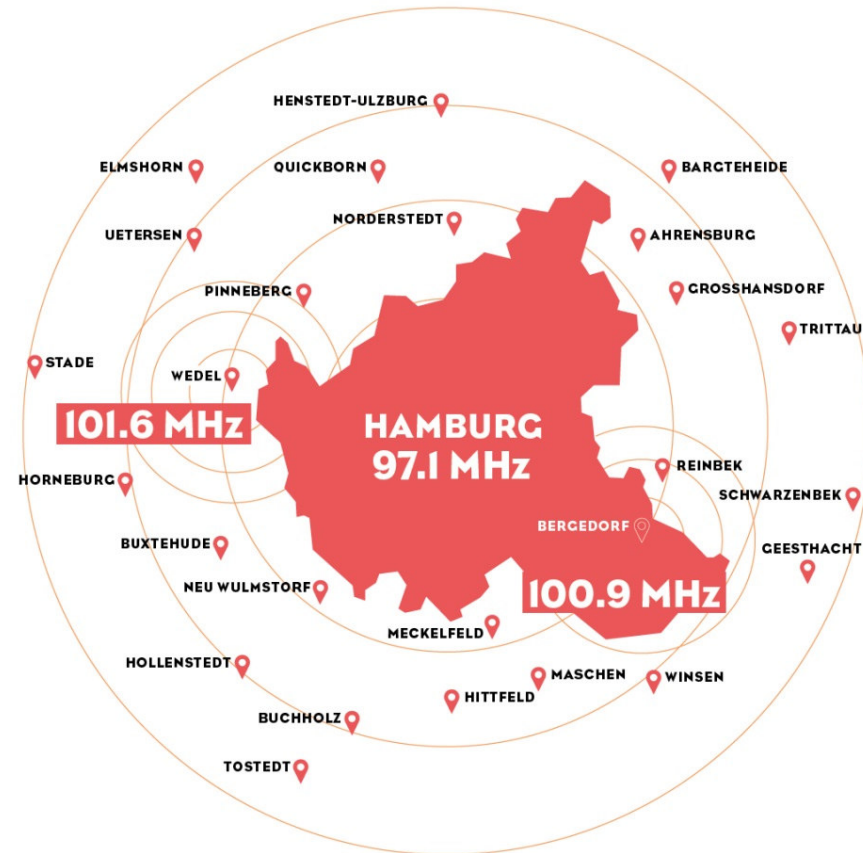 HENSTEDT-ULZBURG
ELMSHORN
QUICKBORN
BARGTEHEIDE
NORDERSTEDT
UETERSEN
AHRENSBURG
PINNEBERG
GROSSHANSDORF
TRITTAU
STADE
WEDEL
101.6 MHz
HAMBURG
97.1 MHz
REINBEK
HORNEBURG
SCHWARZENBEK
BERGEDORF
BUXTEHUDE
GEESTHACHT
NEU WULMSTORF
100.9 MHz
MECKELFELD
HOLLENSTEDT
MASCHEN
WINSEN
HITTFELD
BUCHHOLZ
TOSTEDT